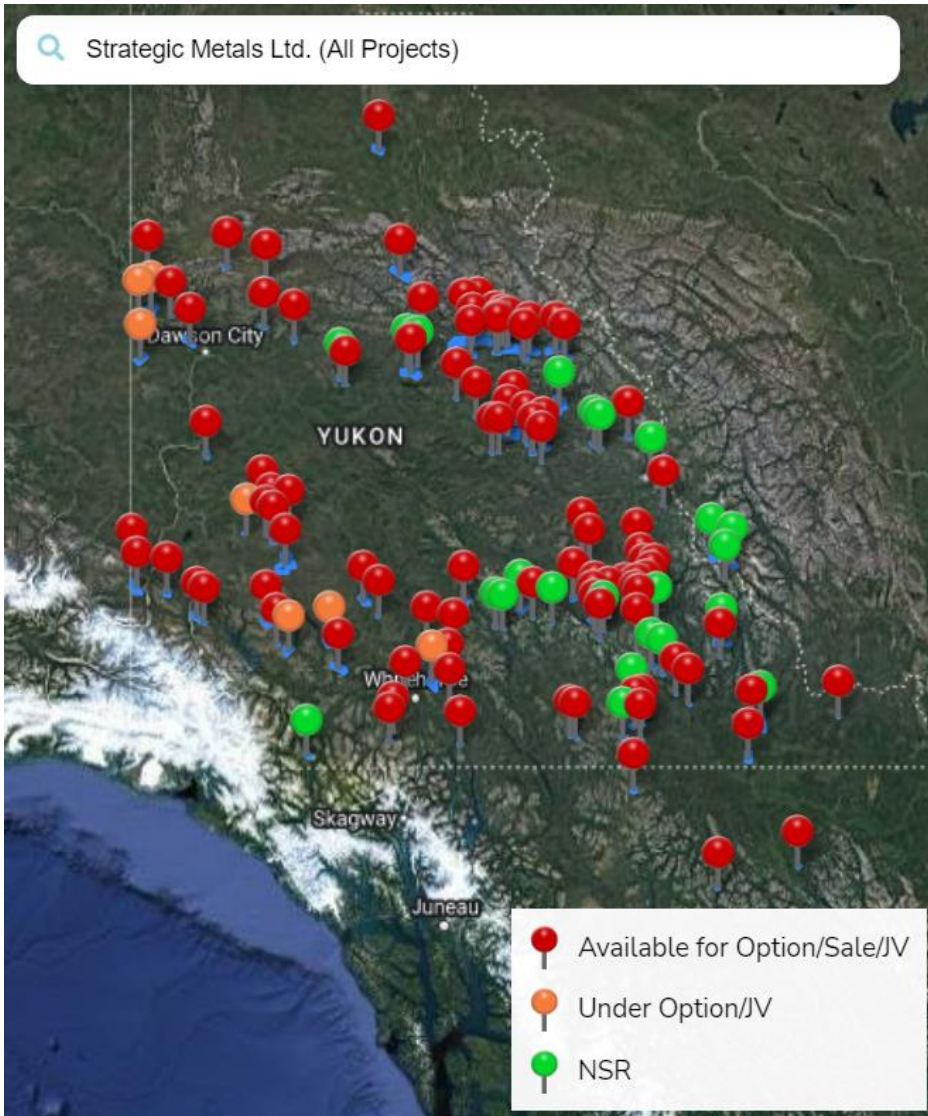 Strategic Metals Ltd. (All Projects)
Dawson City
YUKON
Whitehorse
Skagway
Juneau
Available for Option/Sale/JV
Under Option/JV
NSR